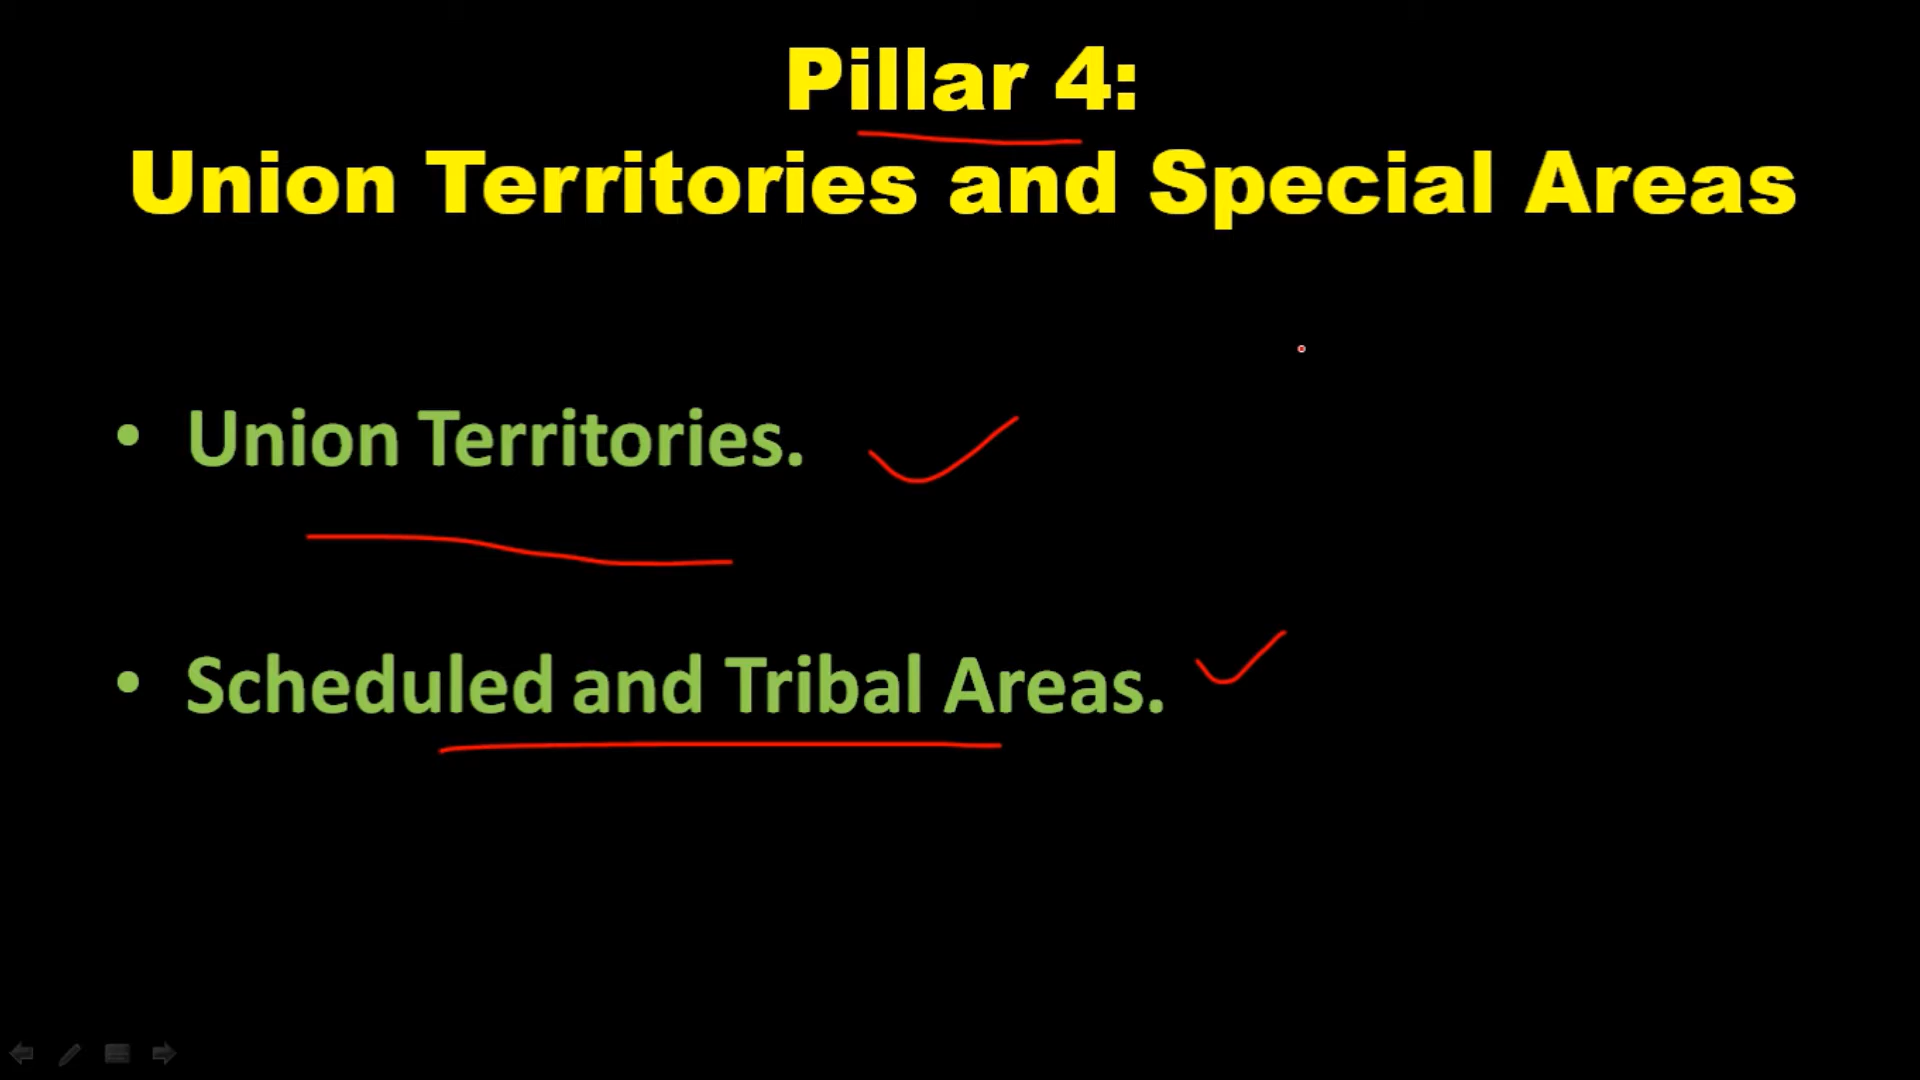 Pillar 4:
Union Territories and Special Areas
• Union Territories.
• Scheduled and Tribal Areas.